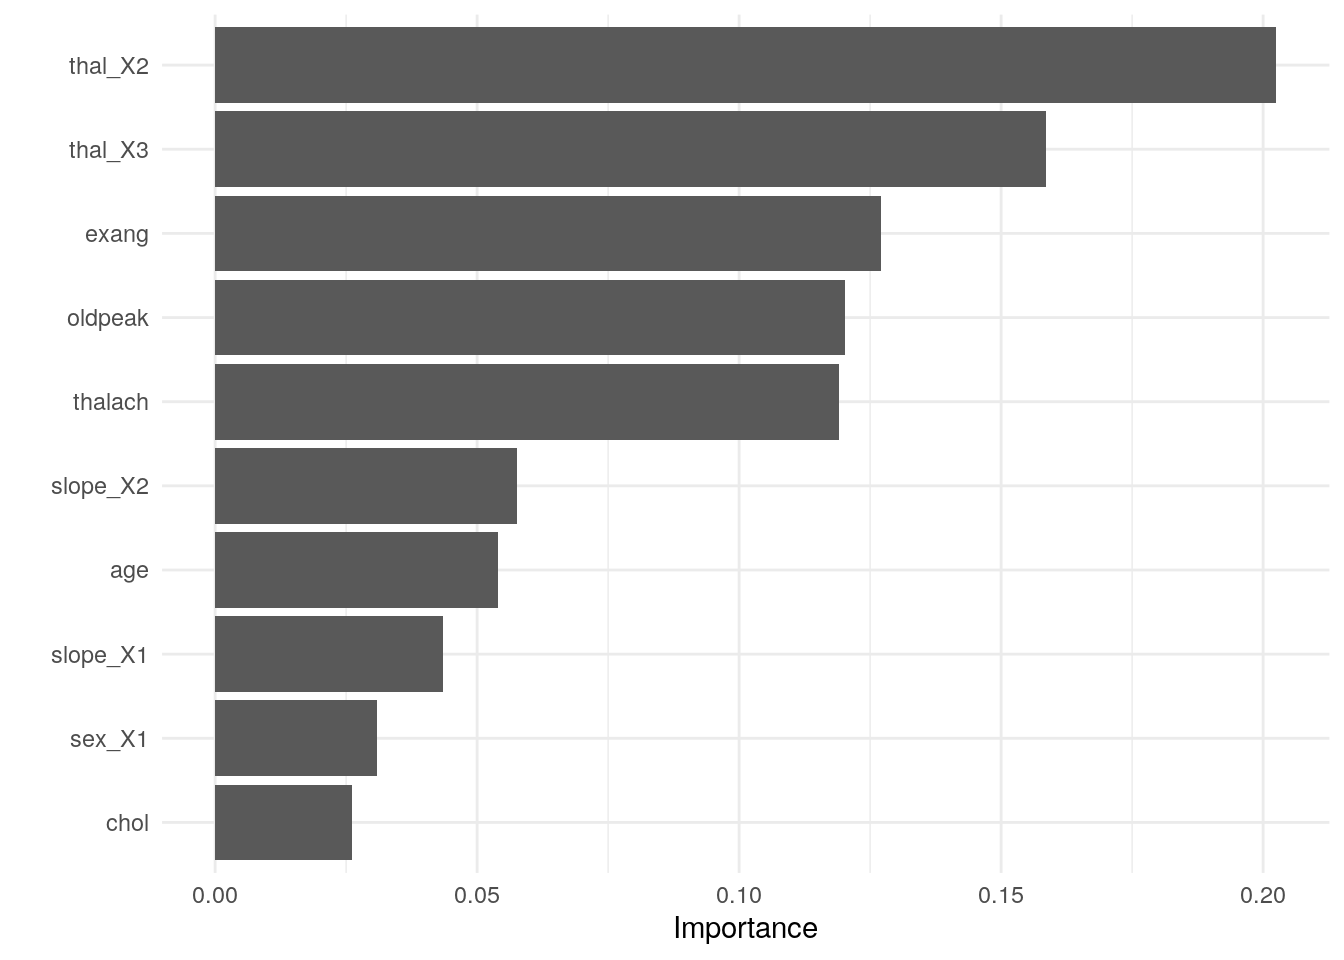 thal_X2
thal_X3
exang
oldpeak
thalach
slope_X2
age
slope_X1
sex_X1
chol
0.00 0.05 0.10 0.15 0.20
Importance